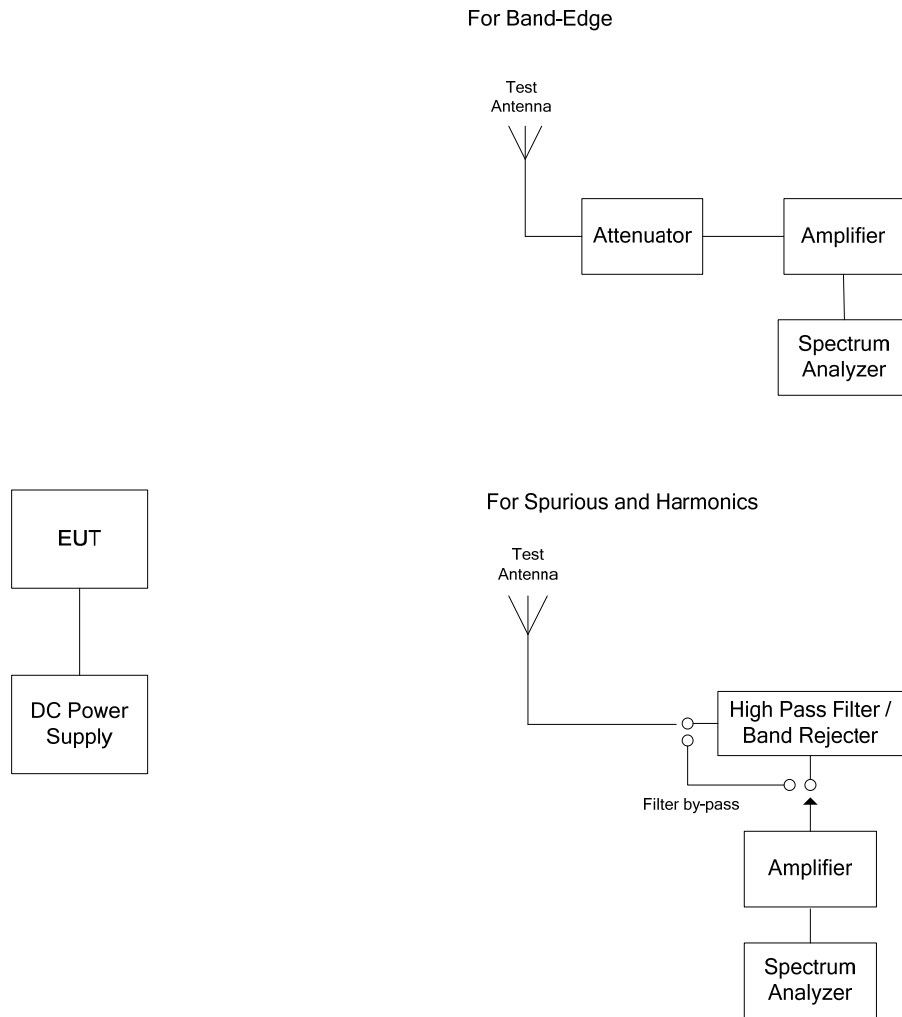 For Band-Edge
Test
Antenna
Attenuator
Amplifier
Spectrum
Analyzer
EUT
DC Power
Supply
For Spurious and Harmonics
Test
Antenna
High Pass Filter /
Band Rejecter
Filter by-pass
Amplifier
Spectrum
Analyzer